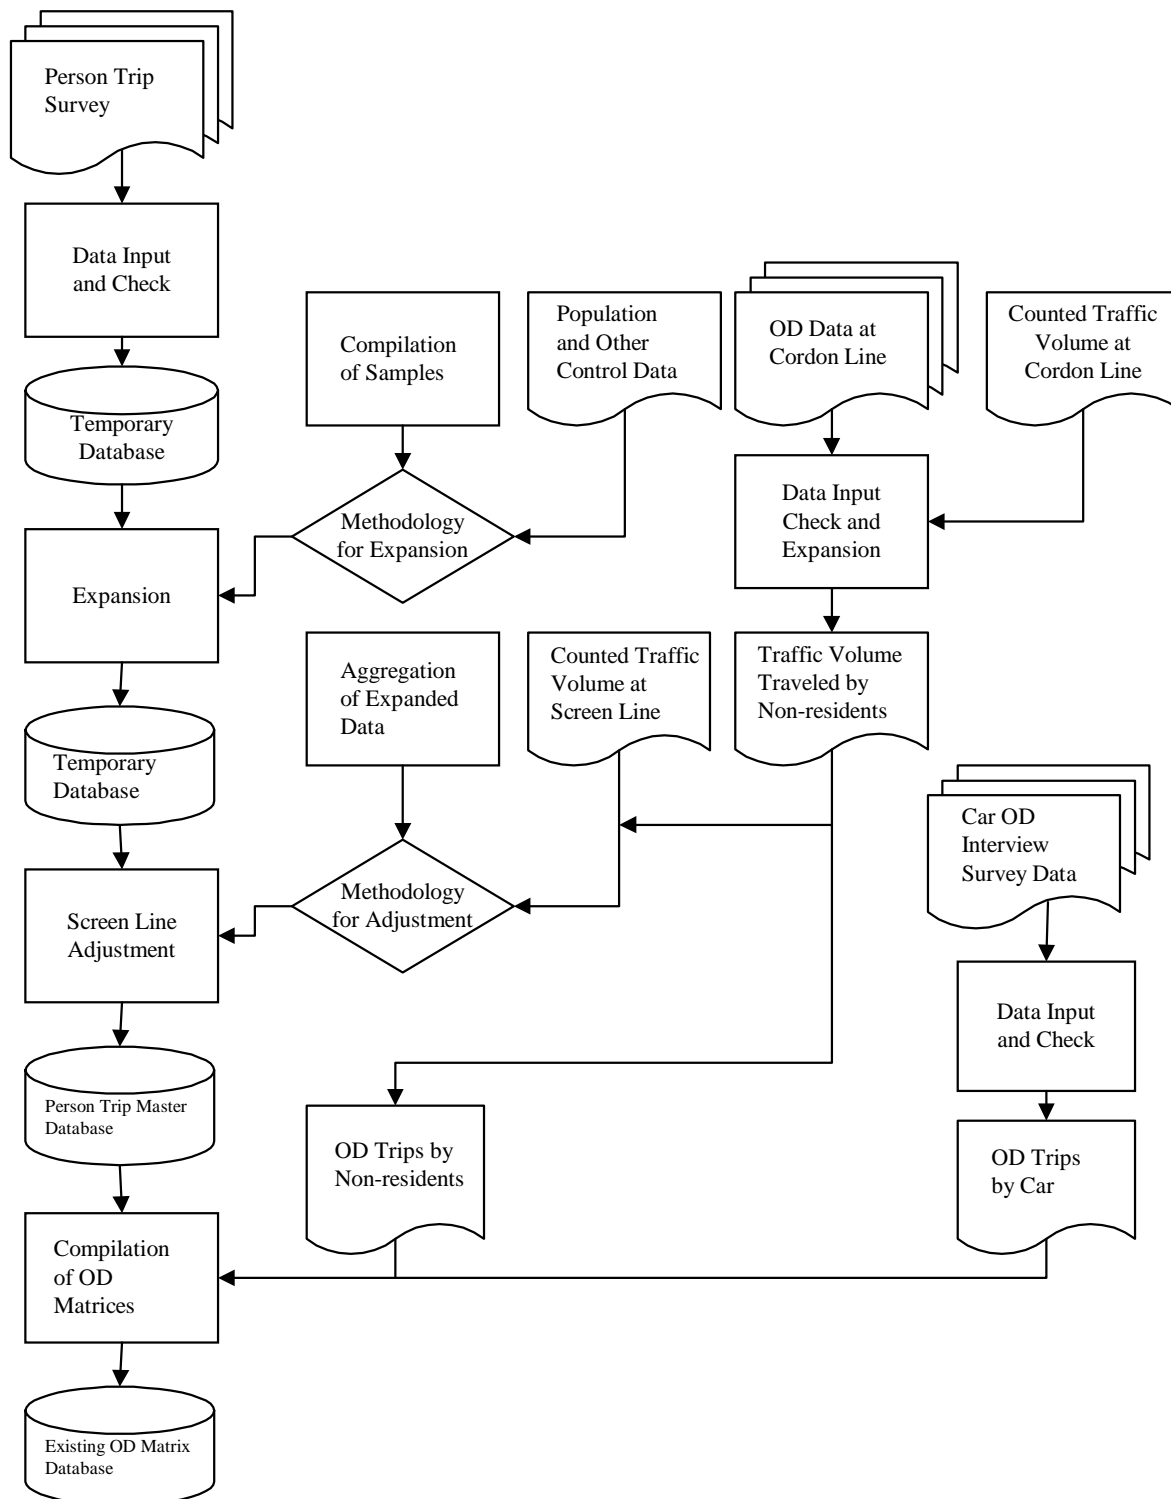 Person Trip
Survey
Data Input
and Check
Temporary
Database
Expansion
Temporary
Database
Screen Line
Adjustment
Person Trip Master
Database
Compilation
of OD
Matrices
Existing OD Matrix
Database
Compilation
of Samples
Methodology
for Expansion
Population
and Other
Control Data
OD Data at
Cordon Line
Counted Traffic
Volume at
Cordon Line
Data Input
Check and
Expansion
Aggregation
of Expanded
Data
Counted Traffic
Volume at
Screen Line
Traffic Volume
Traveled by
Non-residents
Methodology
for Adjustment
Car OD
Interview
Survey Data
Data Input
and Check
OD Trips by
Non-residents
OD Trips
by Car